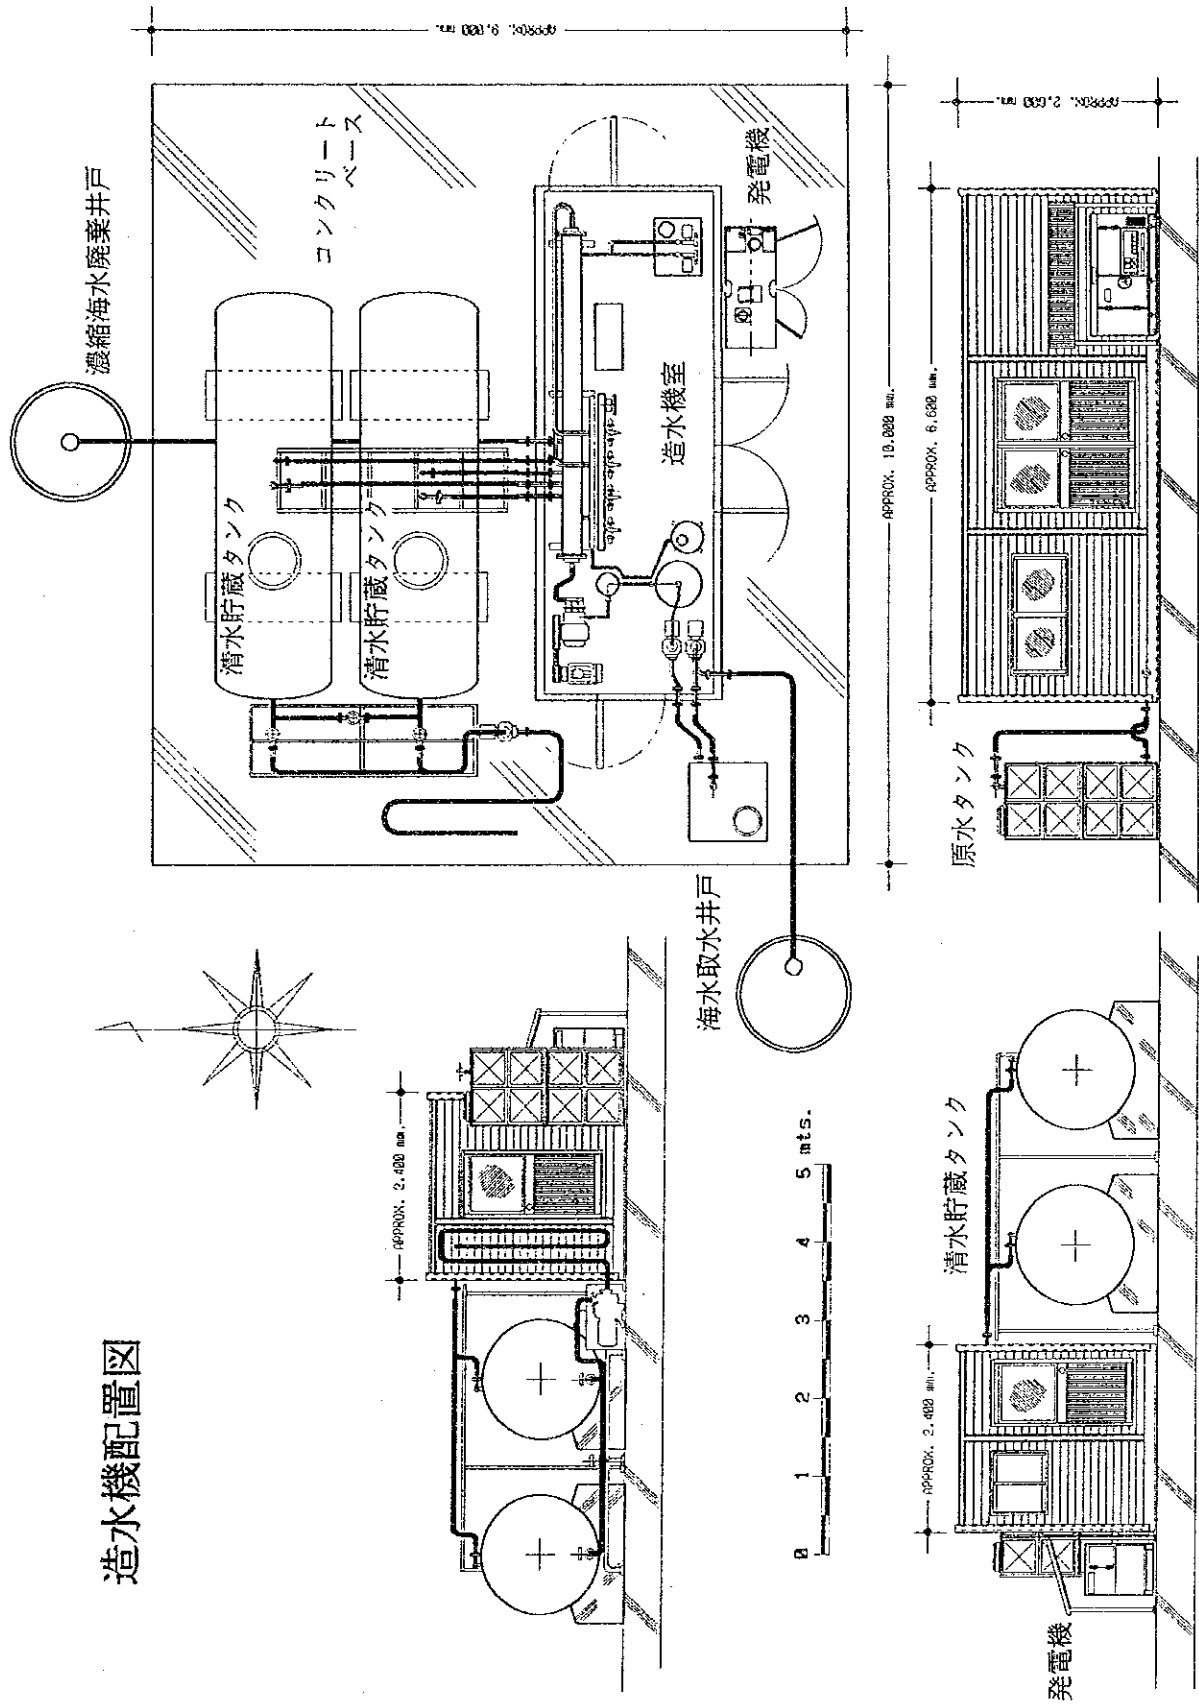 造水機配置図
濃縮海水廃棄井戸
APPROX. 9,000 mm.
コンクリート
ベース
清水貯蔵タンク
清水貯蔵タンク
造水機室
発電機
海水取水井戸
APPROX. 10.000 mm.
APPROX. 2.400 mm.
0 1 2 3 4 5 mts.
APPROX. 2,600 mm.
APPROX. 6.600 mm.
原水タンク
清水貯蔵タンク
APPROX. 2.400 mm.
発電機